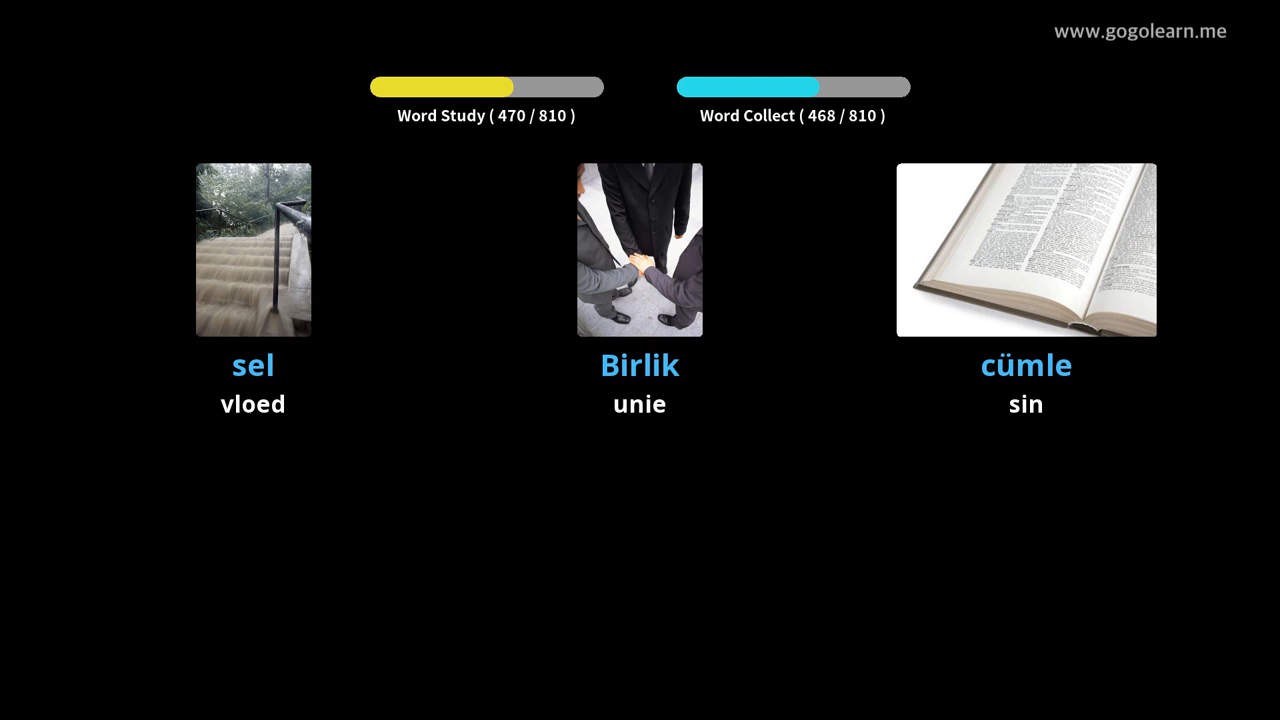 www.gogolearn.me
Word Study ( 470 / 810 )
Word Collect ( 468 / 810 )
sel
Birlik
cümle
vloed
unie
sin